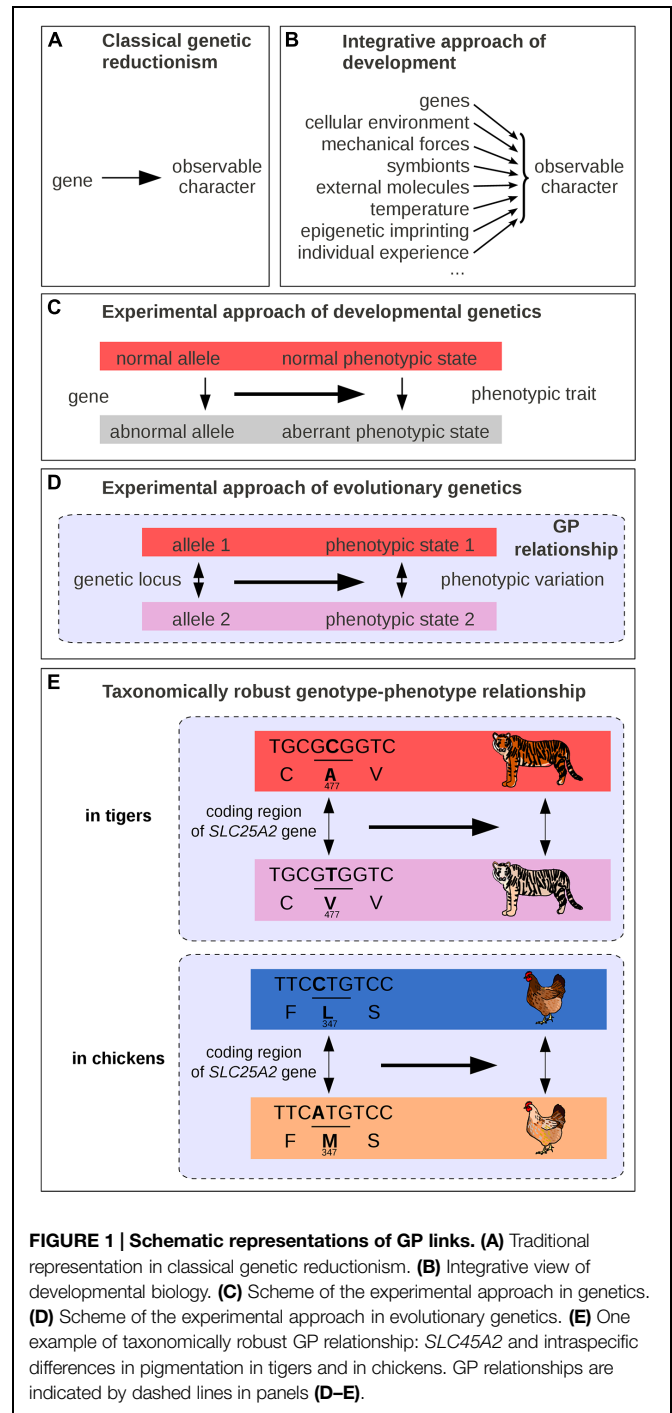 A Classical genetic
reductionism
gene
observable
character
B Integrative approach of
development
genes
cellular environment
mechanical forces
symbionts
external molecules
temperature
epigenetic imprinting
individual experience
...
observable
character
C Experimental approach of developmental genetics
normal allele normal phenotypic state
gene phenotypic trait
abnormal allele aberrant phenotypic state
D Experimental approach of evolutionary genetics
GP
relationship
allele 1 phenotypic state 1
genetic locus phenotypic variation
allele 2 phenotypic state 2
E Taxonomically robust genotype-phenotype relationship
in tigers
TGCGCGGTC
C A V
477
coding region
of SLC25A2 gene
TGCGTGGTC
C V V
477
in chickens
TTCCTGTCC
F L S
347
coding region
of SLC25A2 gene
TTCATGTCC
F M S
347
FIGURE 1 | Schematic representations of GP links. (A) Traditional
representation in classical genetic reductionism. (B) Integrative view of
developmental biology. (C) Scheme of the experimental approach in genetics.
(D) Scheme of the experimental approach in evolutionary genetics. (E) One
example of taxonomically robust GP relationship: SLC45A2 and intraspecific
differences in pigmentation in tigers and in chickens. GP relationships are
indicated by dashed lines in panels (D–E).